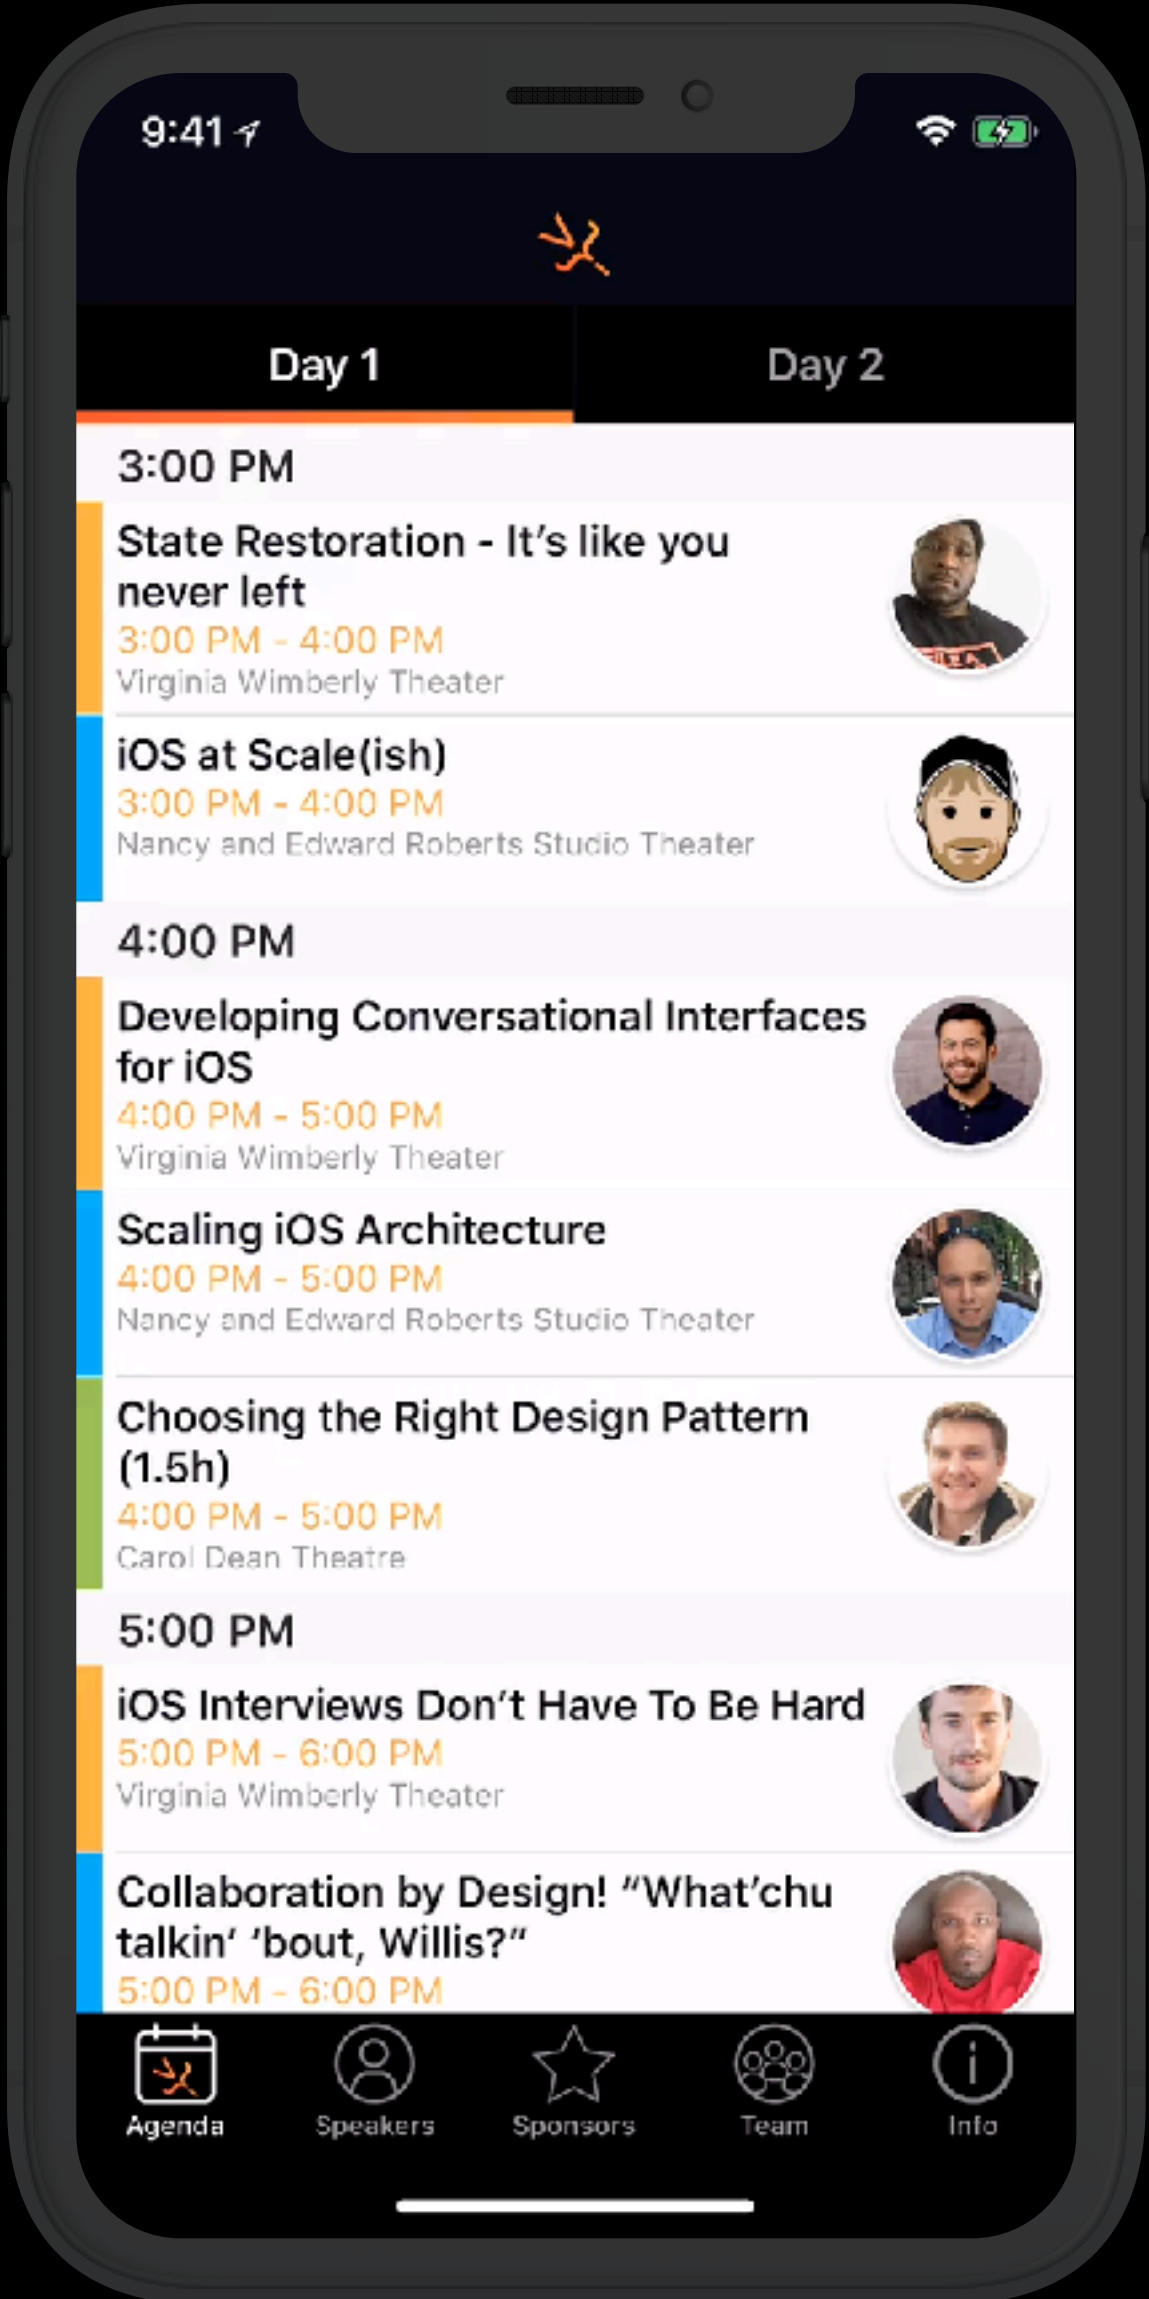 9:41
Day 1
Day 2
3:00 PM
State Restoration - It’s like you
never left
3:00 PM - 4:00 PM
Virginia Wimberly Theater
iOS at Scale(ish)
3:00 PM - 4:00 PM
Nancy and Edward Roberts Studio Theater
4:00 PM
Developing Conversational Interfaces
for iOS
4:00 PM - 5:00 PM
Virginia Wimberly Theater
Scaling iOS Architecture
4:00 PM - 5:00 PM
Nancy and Edward Roberts Studio Theater
Choosing the Right Design Pattern
(1.5h)
4:00 PM - 5:00 PM
Carol Dean Theatre
5:00 PM
iOS Interviews Don’t Have To Be Hard
5:00 PM - 6:00 PM
Virginia Wimberly Theater
Collaboration by Design! “What’chu
talkin’ ‘bout, Willis?”
5:00 PM - 6:00 PM
Agenda
Speakers
Sponsors
Team
Info